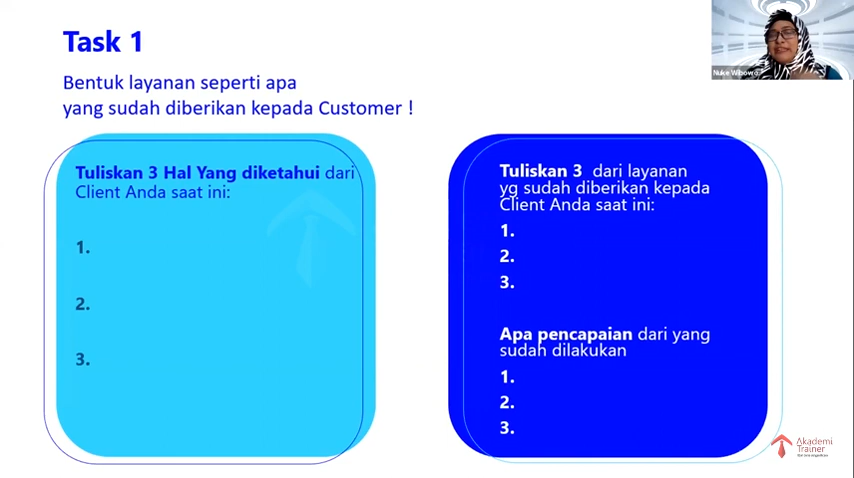 Task 1
Bentuk layanan seperti apa
yang sudah diberikan kepada Customer !
Nuke Wibowo
Tuliskan 3 Hal Yang diketahui dari
Client Anda saat ini:
1.
2.
3.
Tuliskan 3 dari layanan
yg sudah diberikan kepada
Client Anda saat ini:
1.
2.
3.
Apa pencapaian dari yang
sudah dilakukan
1.
2.
3.
Akademi
Trainer